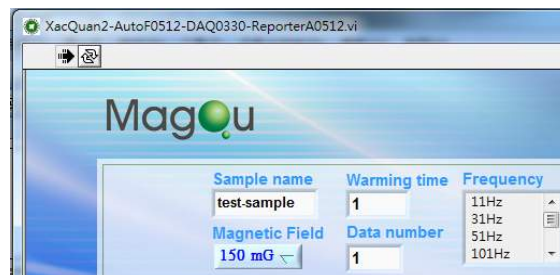 XacQuan2-AutoF0512-DAQ0330-ReporterA0512.vi
MagQu
Sample name
Warming time
Frequency
test-sample
1
11Hz
31Hz
51Hz
101Hz
Magnetic Field
Data number
150 mG
1